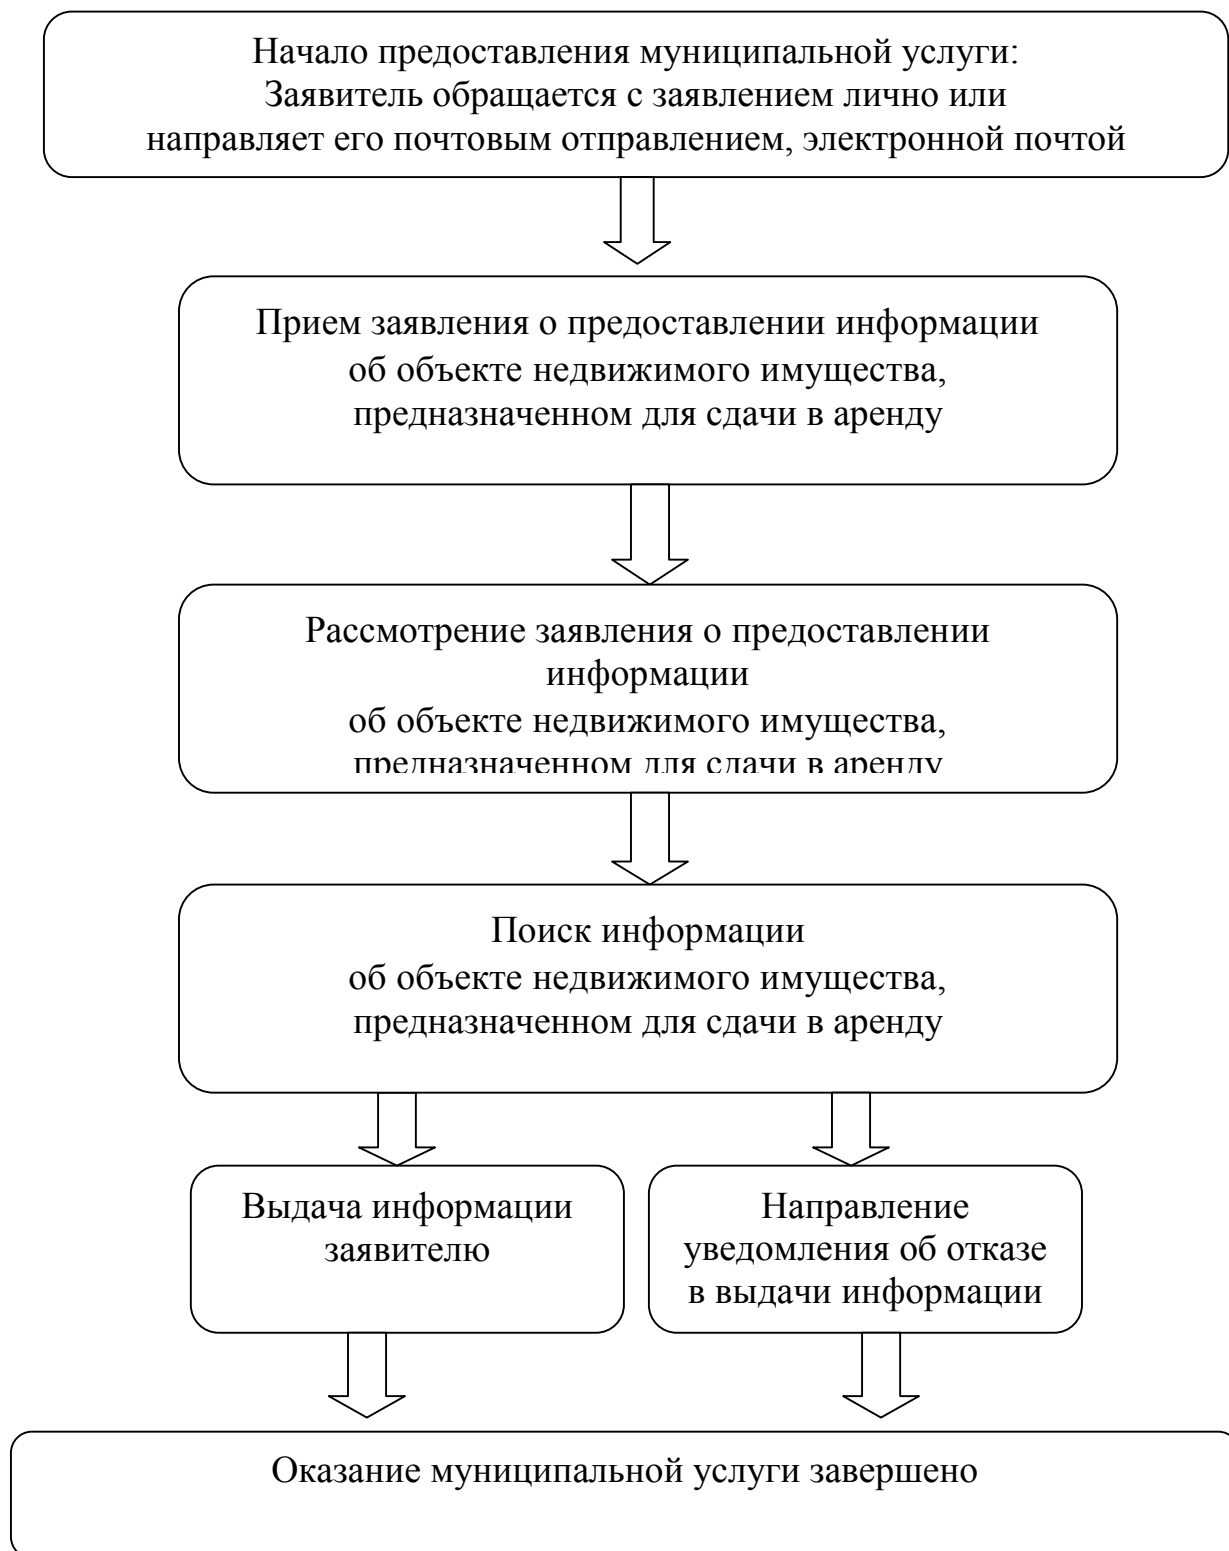 Начало предоставления муниципальной услуги:
Заявитель обращается с заявлением лично или
направляет его почтовым отправлением, электронной почтой
Прием заявления о предоставлении информации
об объекте недвижимого имущества,
предназначенном для сдачи в аренду
Рассмотрение заявления о предоставлении
информации
об объекте недвижимого имущества,
предназначенном для сдачи в аренду
Поиск информации
об объекте недвижимого имущества,
предназначенном для сдачи в аренду
Выдача информации
заявителю
Направление
уведомления об отказе
в выдачи информации
Оказание муниципальной услуги завершено